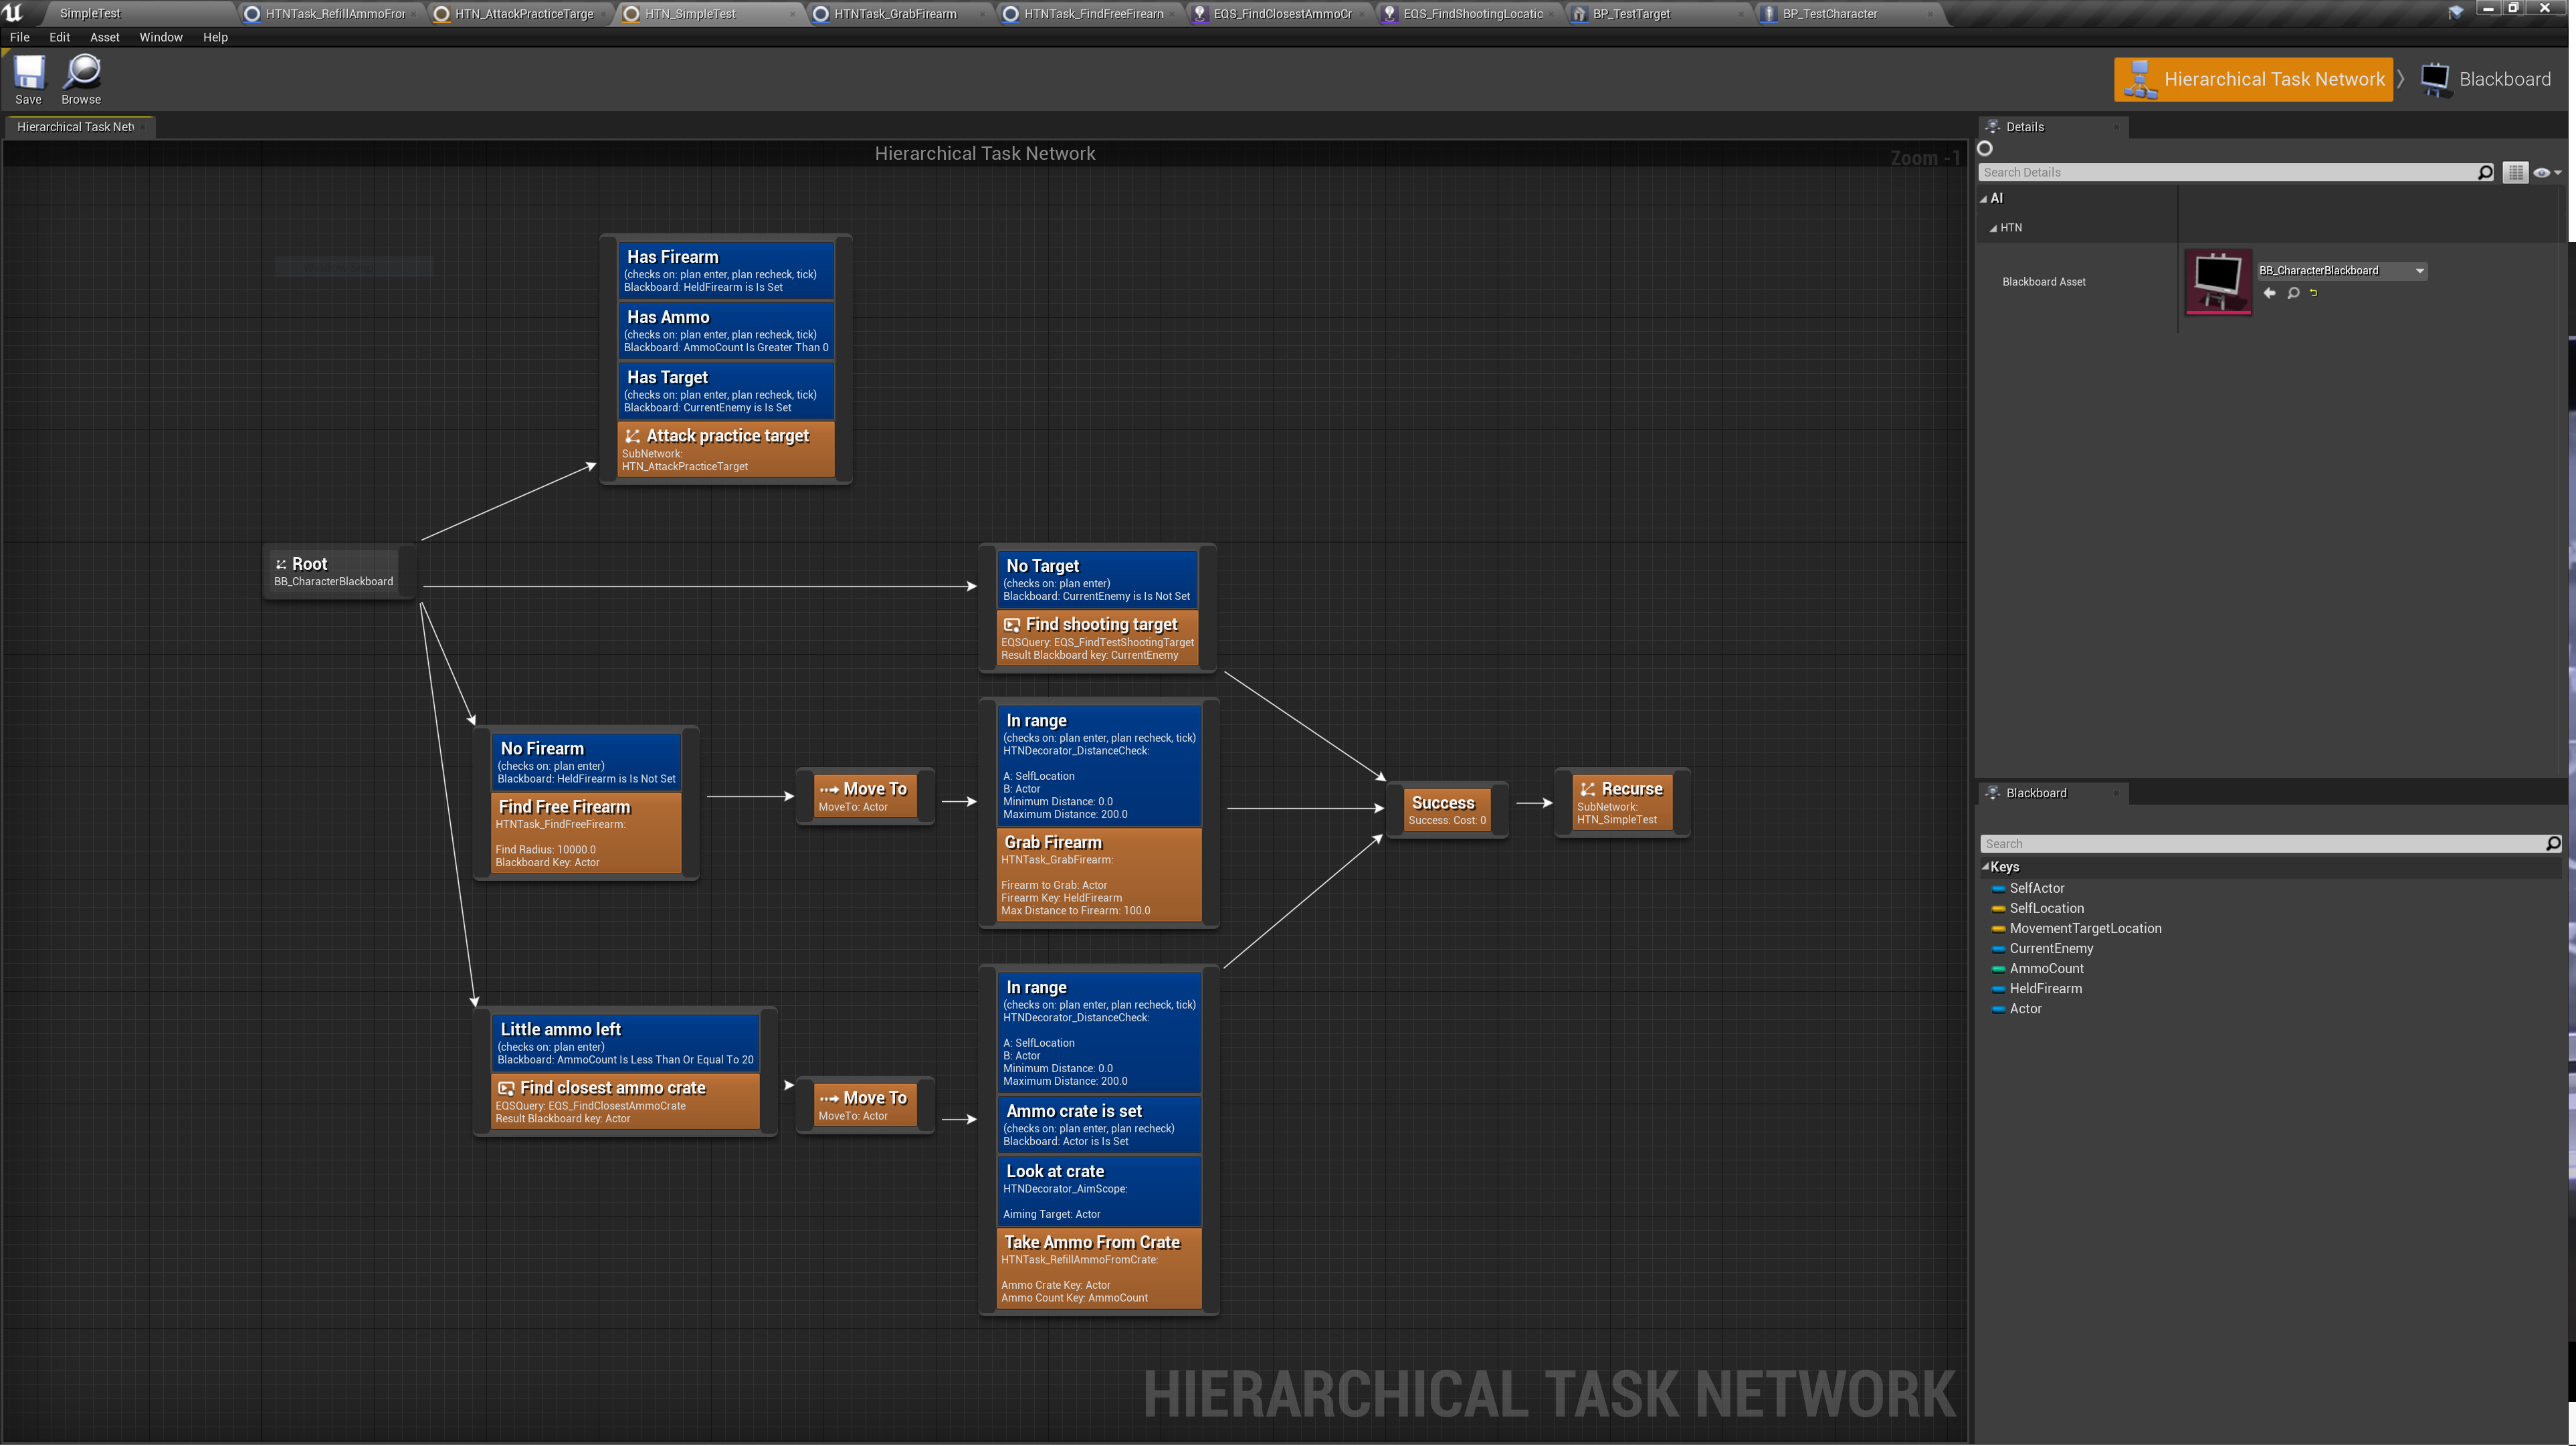 SimpleTest
HTNTask_RefillAmmoFror
HTN_AttackPracticeTarge
HTN_SimpleTest
HTNTask_GrabFirearm
HTNTask_FindFreeFirearn
EQS_FindClosestAmmoCr
EQS_FindShootingLocatic
BP_TestTarget
BP_TestCharacter
File Edit Asset Window Help
Save
Browse
Hierarchical Task Network
Blackboard
Hierarchical Task Net
Hierarchical Task Network
Zoom -1
Has Firearm
(checks on: plan enter, plan recheck, tick)
Blackboard: HeldFirearm is Is Set
Has Ammo
(checks on: plan enter, plan recheck, tick)
Blackboard: AmmoCount Is Greater Than 0
Has Target
(checks on: plan enter, plan recheck, tick)
Blackboard: CurrentEnemy is Is Set
Attack practice target
SubNetwork:
HTN_AttackPracticeTarget
Root
BB_CharacterBlackboard
No Target
(checks on: plan enter)
Blackboard: CurrentEnemy is Is Not Set
Find shooting target
EQSQuery: EQS_FindTestShootingTarget
Result Blackboard key: CurrentEnemy
No Firearm
(checks on: plan enter)
Blackboard: HeldFirearm is Is Not Set
Find Free Firearm
HTNTask_FindFreeFirearm:
Find Radius: 10000.0
Blackboard Key: Actor
Move To
MoveTo: Actor
In range
(checks on: plan enter, plan recheck, tick)
HTNDecorator_DistanceCheck:
A: SelfLocation
B: Actor
Minimum Distance: 0.0
Maximum Distance: 200.0
Grab Firearm
HTNTask_GrabFirearm:
Firearm to Grab: Actor
Firearm Key: HeldFirearm
Max Distance to Firearm: 100.0
Success
Success: Cost: 0
Recurse
SubNetwork:
HTN_SimpleTest
Little ammo left
(checks on: plan enter)
Blackboard: AmmoCount Is Less Than Or Equal To 20
Find closest ammo crate
EQSQuery: EQS_FindClosestAmmoCrate
Result Blackboard key: Actor
Move To
MoveTo: Actor
In range
(checks on: plan enter, plan recheck, tick)
HTNDecorator_DistanceCheck:
A: SelfLocation
B: Actor
Minimum Distance: 0.0
Maximum Distance: 200.0
Ammo crate is set
(checks on: plan enter, plan recheck)
Blackboard: Actor is Is Set
Look at crate
HTNDecorator_AimScope:
Aiming Target: Actor
Take Ammo From Crate
HTNTask_RefillAmmoFromCrate:
Ammo Crate Key: Actor
Ammo Count Key: AmmoCount
HIERARCHICAL TASK NETWORK
Details
Search Details
AI
HTN
Blackboard Asset
BB_CharacterBlackboard
Blackboard
Search
Keys
SelfActor
SelfLocation
MovementTargetLocation
CurrentEnemy
AmmoCount
HeldFirearm
Actor